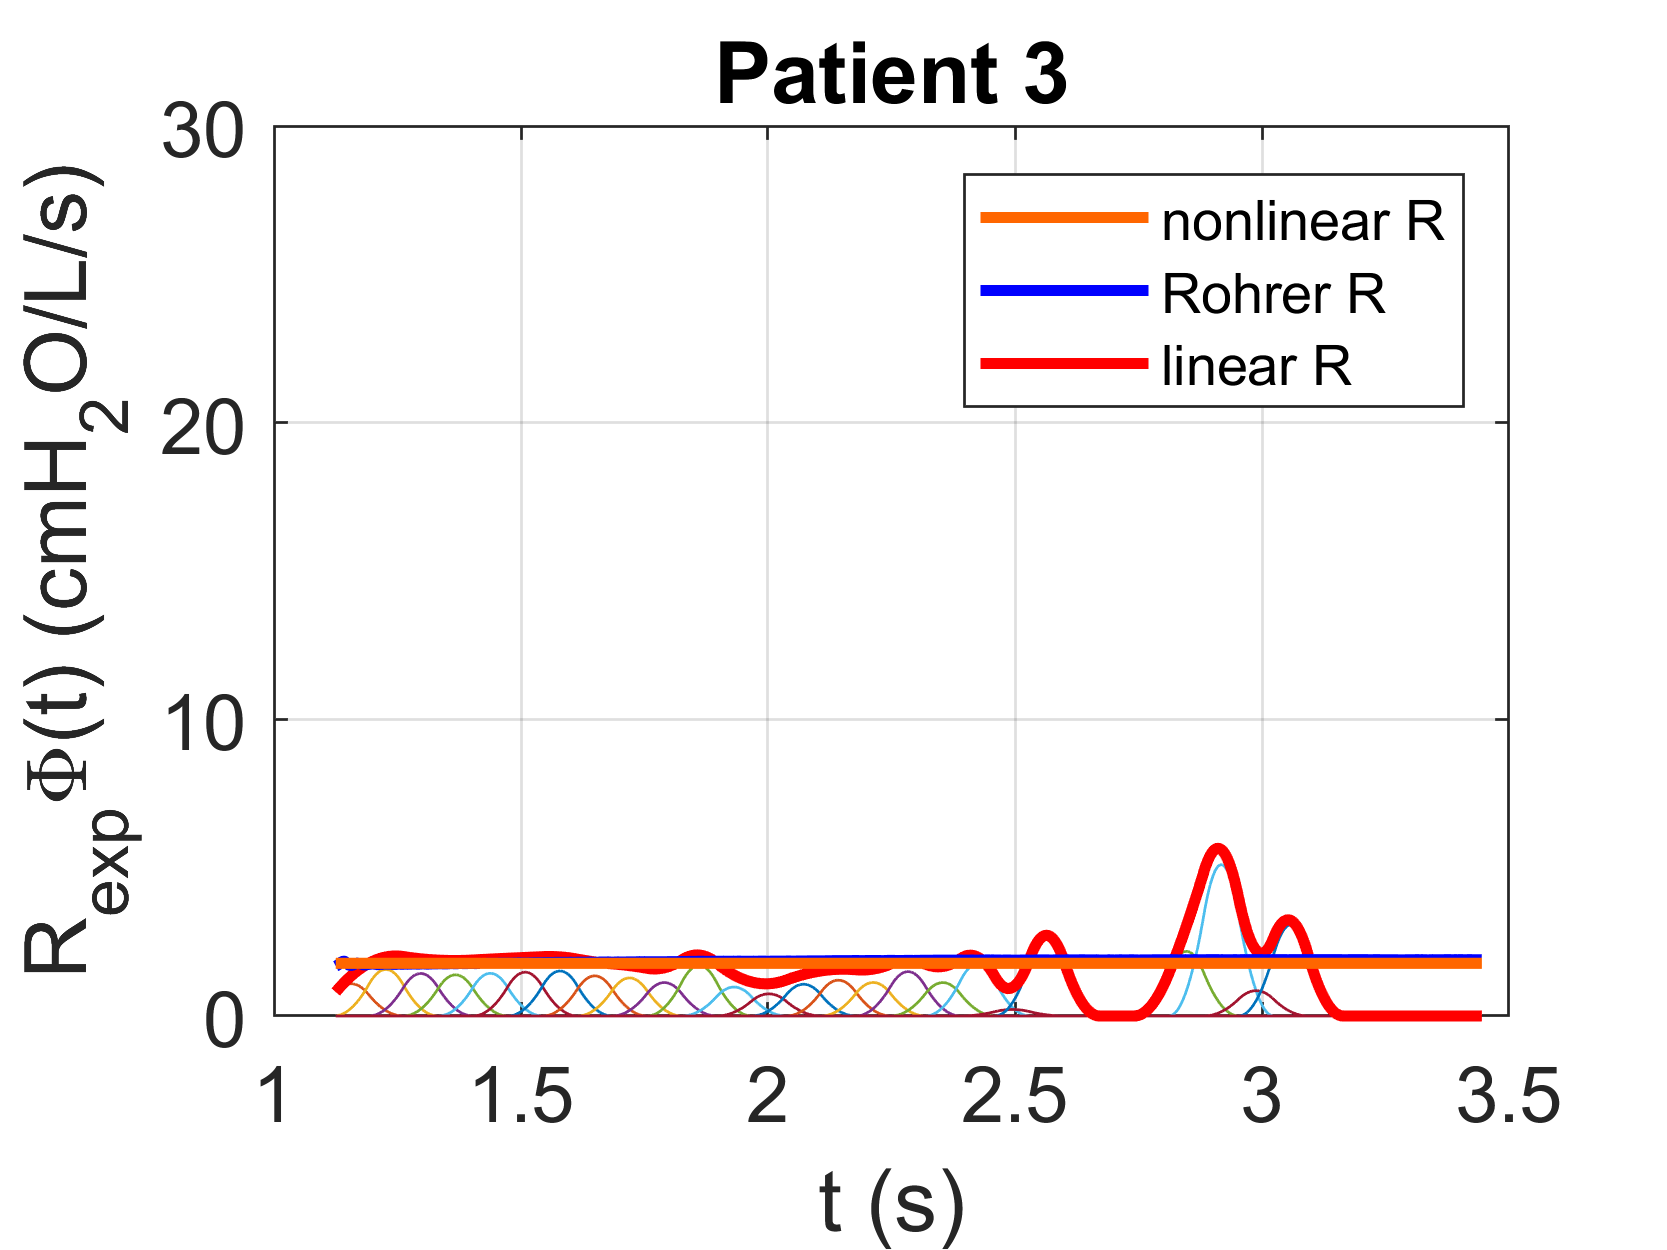 Patient 3
R_expΦ(t) (cmH_2O/L/s)
30
20
10
0
nonlinear R
Rohrer R
linear R
1 1.5 2 2.5 3 3.5
t (s)